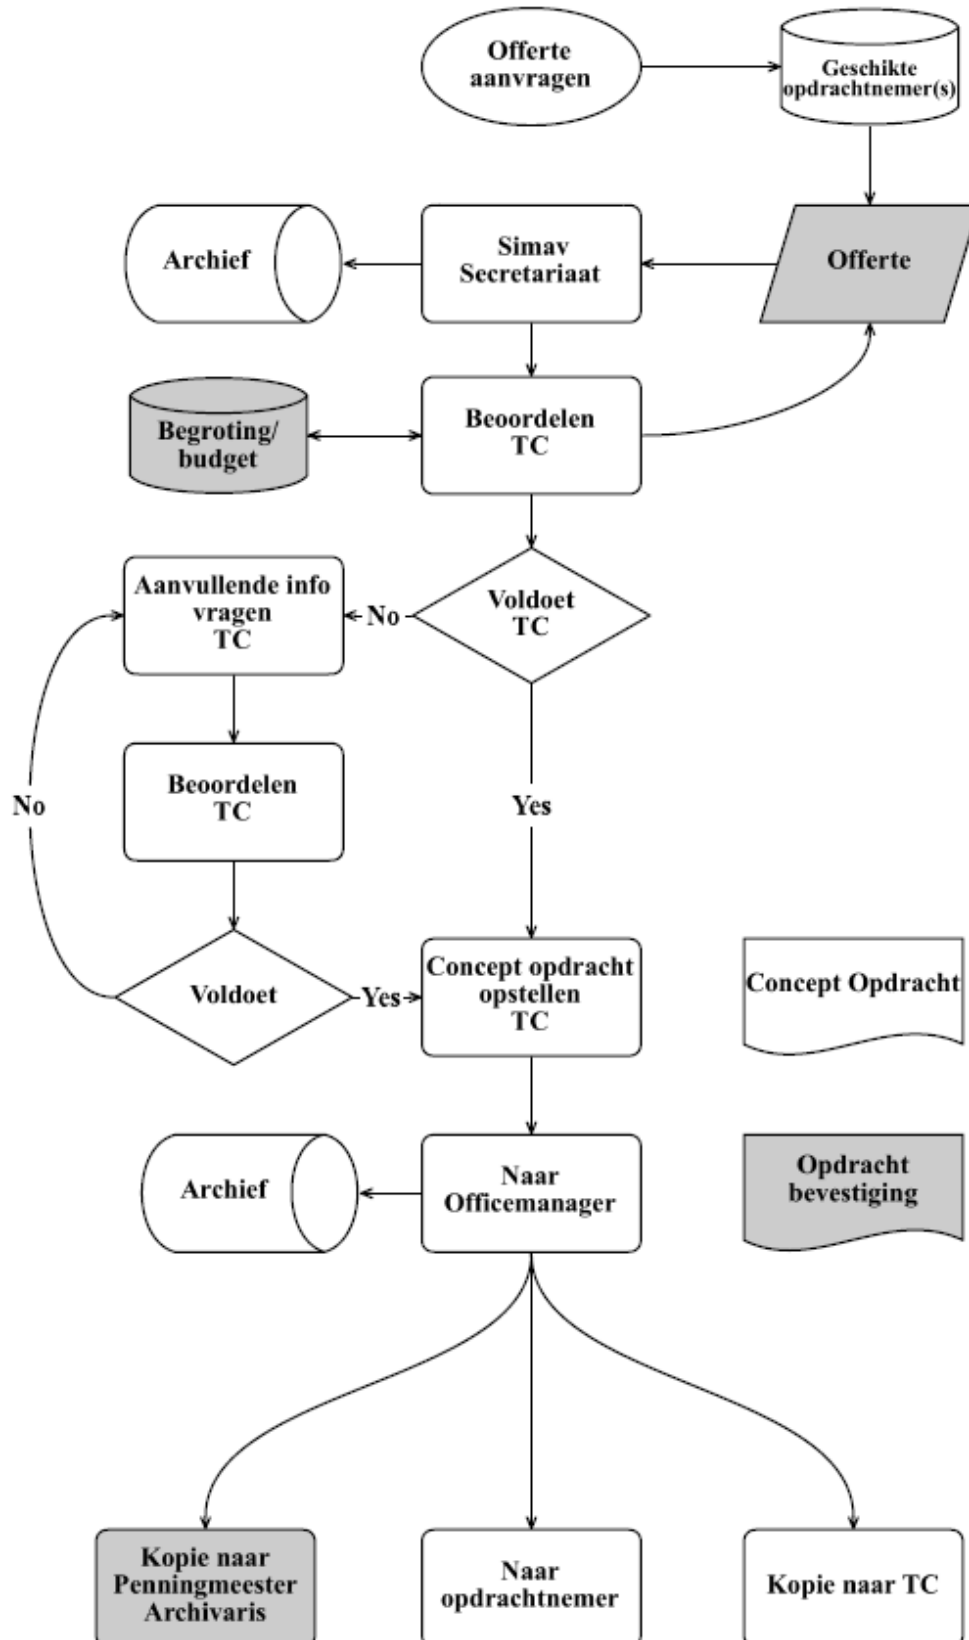 Offerte
aanvragen
Geschikte
opdrachtnemer(s)
Archief
Simav
Secretariaat
Offerte
Begroting/
budget
Beoordelen
TC
Aanvullende info
vragen
TC
No
Voldoet
TC
Beoordelen
TC
No
Yes
Voldoet
Yes
Concept opdracht
opstellen
TC
Concept Opdracht
Archief
Naar
Officemanager
Opdracht
bevestiging
Kopie naar
Penningmeester
Archivaris
Naar
opdrachtnemer
Kopie naar TC